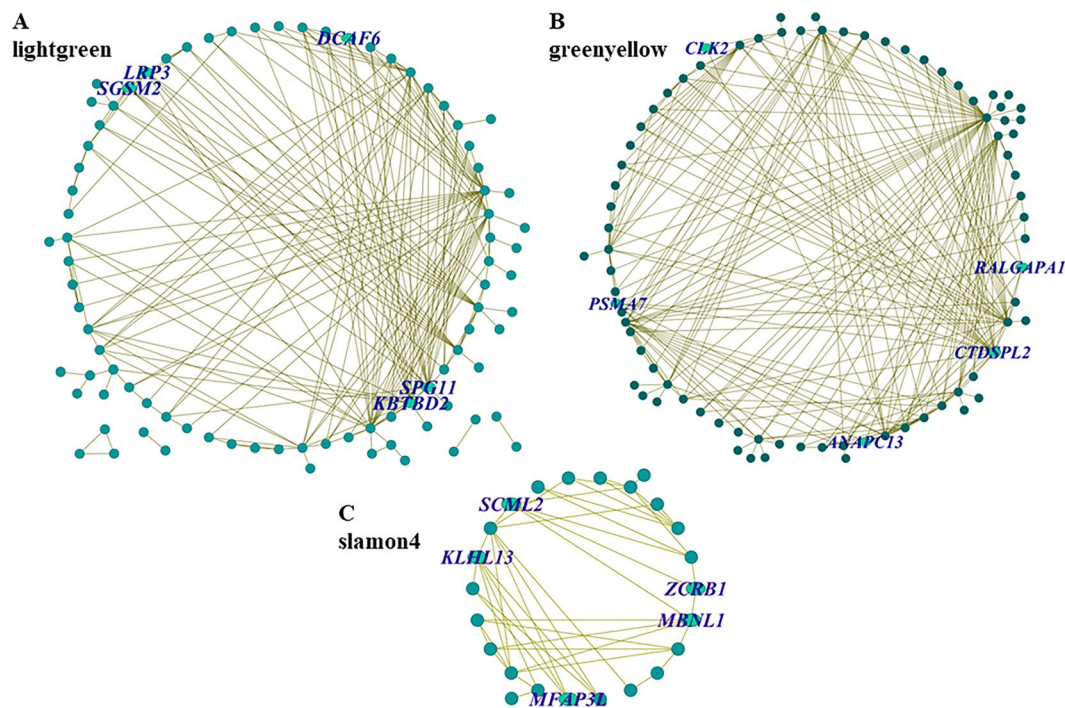 A
lightgreen
DCAF6
LRP3
SGSM2
SPG11
KBTBD2
B
greenyellow
CLK2
RALGAPA1
PSMA7
CTDSPL2
ANAPC13
C
slamon4
SCML2
KLHL13
ZCRB1
MBNL1
MFAP3L